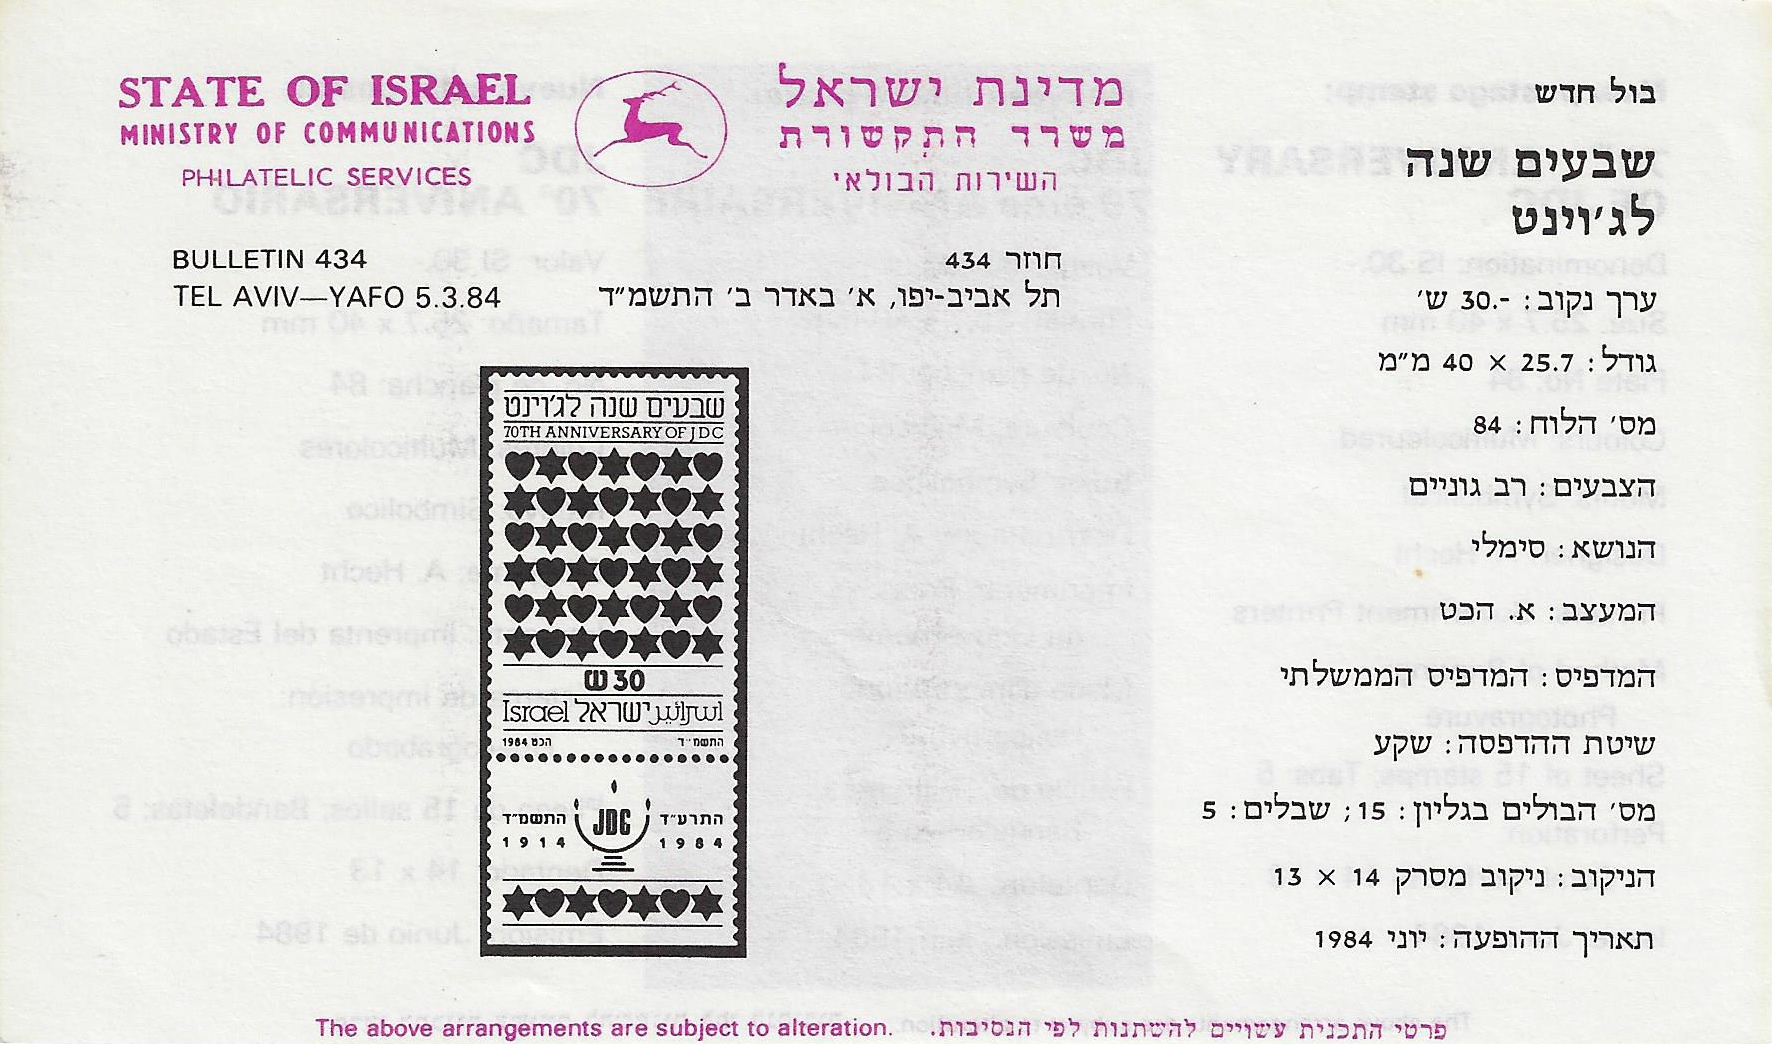 STATE OF ISRAEL
MINISTRY OF COMMUNICATIONS
PHILATELIC SERVICES
BULLETIN 434
TEL AVIV—YAFO 5.3.84
מדינת ישראל
משרד התקשורת
השירות הבולאי
חוזר 434
תל אביב-יפו, א׳ באדר ב׳ התשמ״ד
בול חדש
שבעים שנה
לג׳וינט
ערך נקוב: -.30 ש׳
גודל: 25.7 × 40 מ״מ
מס׳ הלוח: 84
הצבעים: רב גוניים
הנושא: סימלי
המעצב: א. הכט
המדפיס: המדפיס הממשלתי
שיטת ההדפסה: שקע
מס׳ הבולים בגליון: 15; שבלים: 5
הניקוב: ניקוב מסרק 14 × 13
תאריך ההופעה: יוני 1984
שבעים שנה לג׳וינט
70TH ANNIVERSARY OF JDC
ש 30
Israel ישראל اسرائيل
הכט 1984 התשמ״ד
JDC
התשמ״ד התרע״ד
1914 1984
The above arrangements are subject to alteration.
פרטי התכנית עשויים להשתנות לפי הנסיבות.